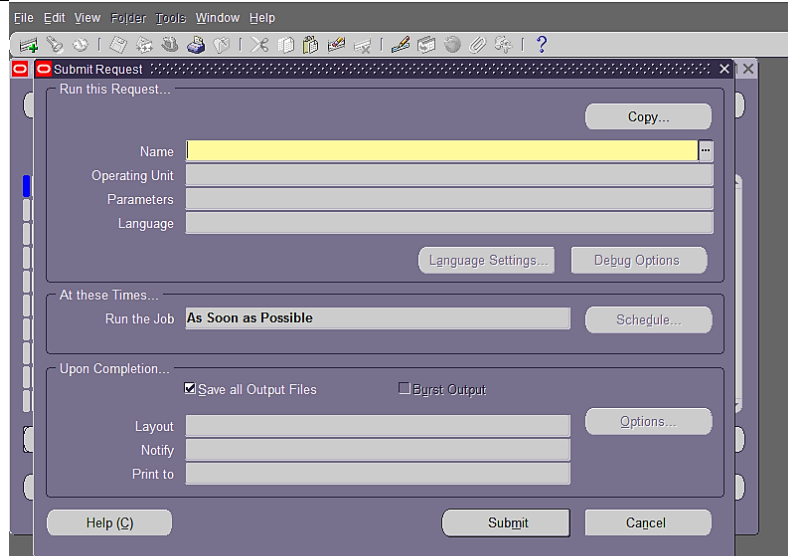 File Edit View Folder Tools Window Help
Submit Request
Run this Request...
Copy...
Name
Operating Unit
Parameters
Language
Language Settings... Debug Options
At these Times...
Run the Job As Soon as Possible Schedule...
Upon Completion...
Save all Output Files Burst Output
Layout Options...
Notify
Print to
Help (C) Submit Cancel